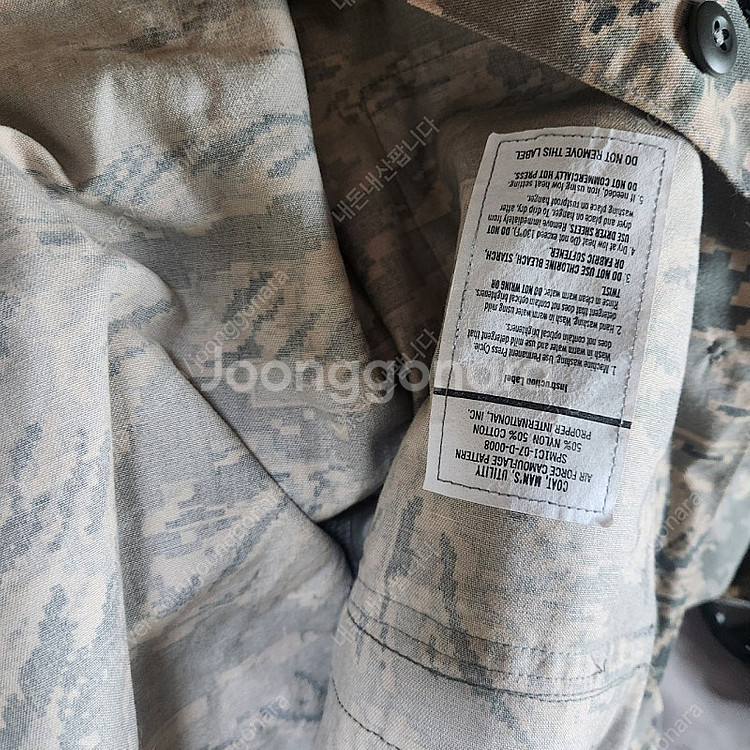 COAT, MAN'S, UTILITY
AIR FORCE CAMOUFLAGE PATTERN
SPM1C1-07-D-0008
50% NYLON 50% COTTON
PROPPER INTERNATIONAL, INC.
Instruction Label
1. Machine washing. Use Permanent Press Cycle.
Wash in warm water and use mild detergent that
does not contain optical brighteners.
2. Hand washing. Wash in warm water using mild
detergent that does not contain optical brighteners.
Rinse in clean warm water. DO NOT WRING OR
TWIST.
3. DO NOT USE CHLORINE BLEACH, STARCH,
OR FABRIC SOFTENER.
4. Dry at low heat (Do not exceed 130°F). DO NOT
USE DRYER SHEETS. Remove immediately from
dryer and place on hanger. To drip dry, after
washing place on rustproof hanger.
5. If needed, iron using low heat setting.
DO NOT COMMERCIALLY HOT PRESS.
DO NOT REMOVE THIS LABEL.
Joonggonara
내돈내산팝니다